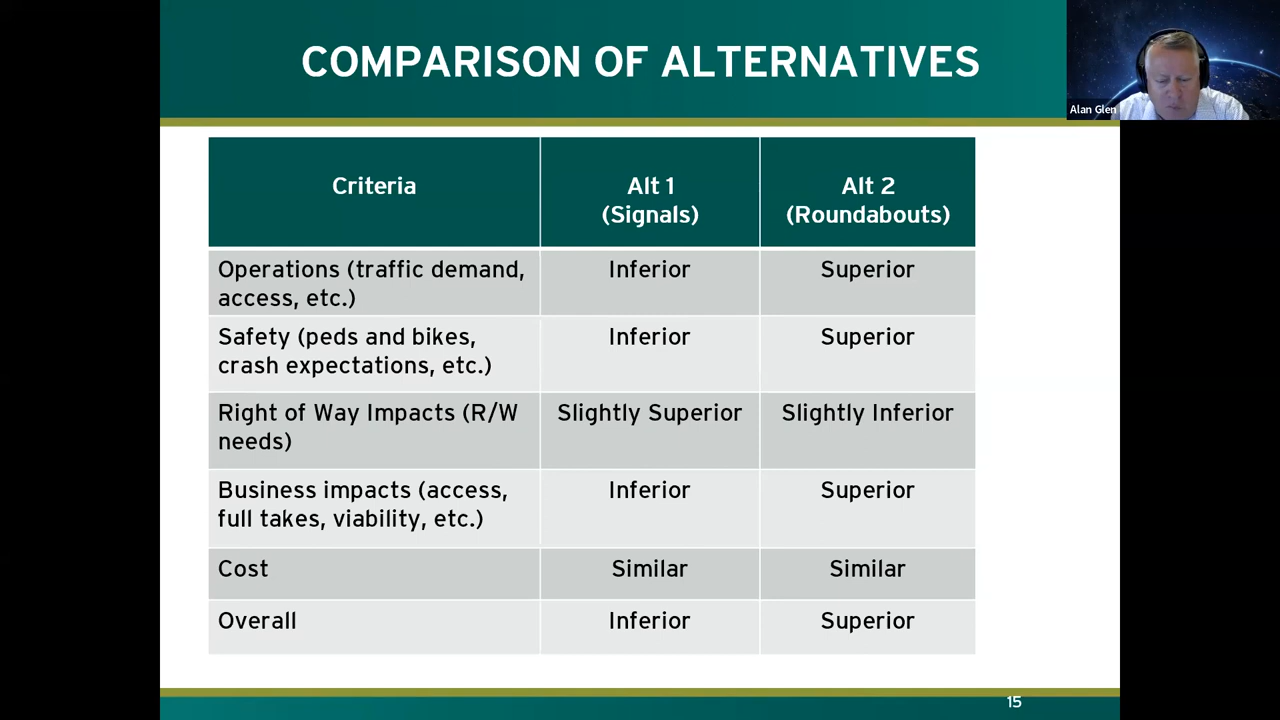 COMPARISON OF ALTERNATIVES
Alan Glen
Criteria
Alt 1
(Signals)
Alt 2
(Roundabouts)
Operations (traffic demand,
access, etc.)
Inferior
Superior
Safety (peds and bikes,
crash expectations, etc.)
Inferior
Superior
Right of Way Impacts (R/W
needs)
Slightly Superior
Slightly Inferior
Business impacts (access,
full takes, viability, etc.)
Inferior
Superior
Cost
Similar
Similar
Overall
Inferior
Superior
15